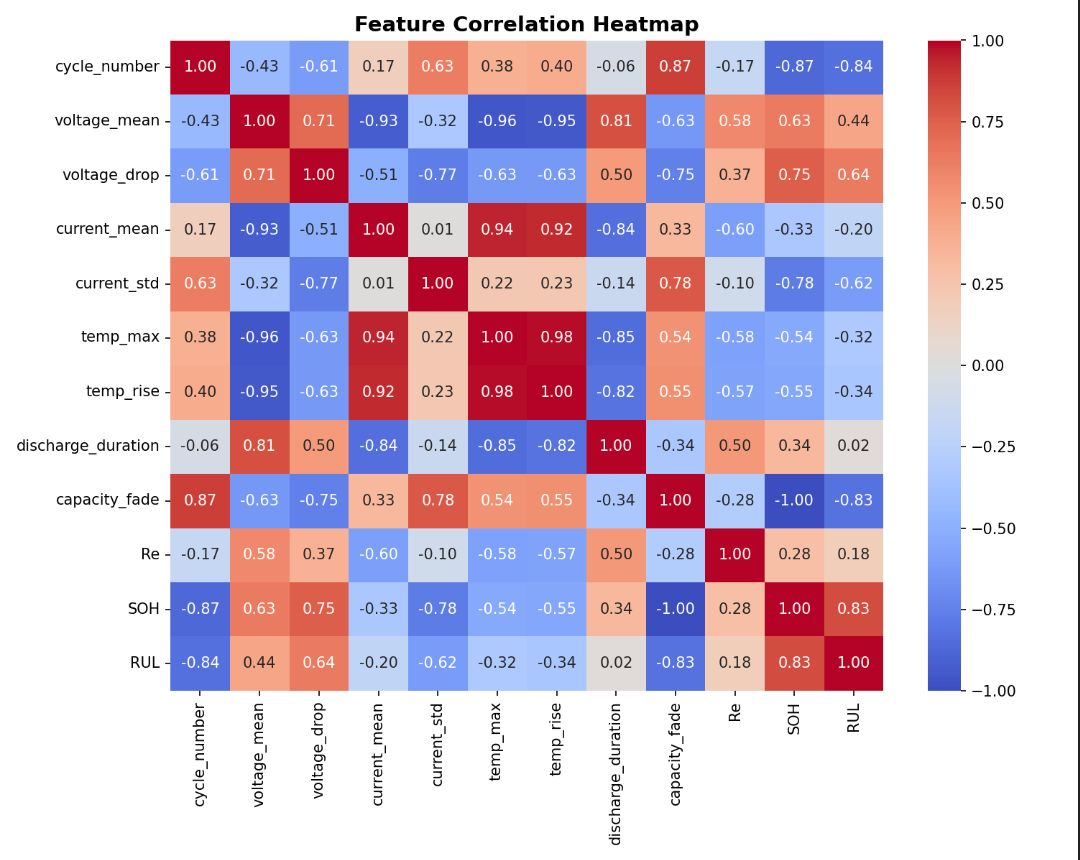 Feature Correlation Heatmap
cycle_number 1.00 -0.43 -0.61 0.17 0.63 0.38 0.40 -0.06 0.87 -0.17 -0.87 -0.84
voltage_mean -0.43 1.00 0.71 -0.93 -0.32 -0.96 -0.95 0.81 -0.63 0.58 0.63 0.44
voltage_drop -0.61 0.71 1.00 -0.51 -0.77 -0.63 -0.63 0.50 -0.75 0.37 0.75 0.64
current_mean 0.17 -0.93 -0.51 1.00 0.01 0.94 0.92 -0.84 0.33 -0.60 -0.33 -0.20
current_std 0.63 -0.32 -0.77 0.01 1.00 0.22 0.23 -0.14 0.78 -0.10 -0.78 -0.62
temp_max 0.38 -0.96 -0.63 0.94 0.22 1.00 0.98 -0.85 0.54 -0.58 -0.54 -0.32
temp_rise 0.40 -0.95 -0.63 0.92 0.23 0.98 1.00 -0.82 0.55 -0.57 -0.55 -0.34
discharge_duration -0.06 0.81 0.50 -0.84 -0.14 -0.85 -0.82 1.00 -0.34 0.50 0.34 0.02
capacity_fade 0.87 -0.63 -0.75 0.33 0.78 0.54 0.55 -0.34 1.00 -0.28 -1.00 -0.83
Re -0.17 0.58 0.37 -0.60 -0.10 -0.58 -0.57 0.50 -0.28 1.00 0.28 0.18
SOH -0.87 0.63 0.75 -0.33 -0.78 -0.54 -0.55 0.34 -1.00 0.28 1.00 0.83
RUL -0.84 0.44 0.64 -0.20 -0.62 -0.32 -0.34 0.02 -0.83 0.18 0.83 1.00
cycle_number voltage_mean voltage_drop current_mean current_std temp_max temp_rise discharge_duration capacity_fade Re SOH RUL
1.00
0.75
0.50
0.25
0.00
−0.25
−0.50
−0.75
−1.00